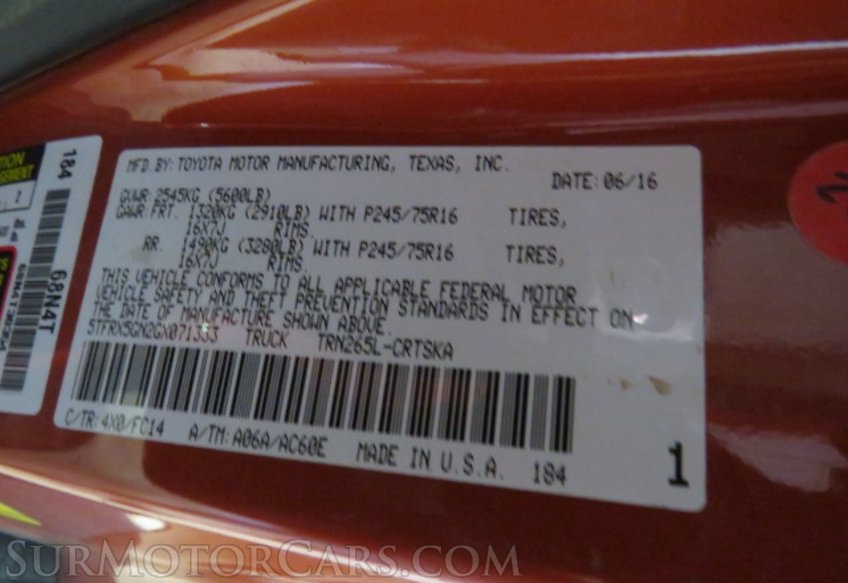 MFD. BY: TOYOTA MOTOR MANUFACTURING, TEXAS, INC.
DATE: 06/16
GVWR: 2545KG (5600LB)
GAWR: FRT. 1320KG (2910LB) WITH P245/75R16 TIRES,
16X7J RIMS.
RR. 1490KG (3280LB) WITH P245/75R16 TIRES,
16X7J RIMS.
THIS VEHICLE CONFORMS TO ALL APPLICABLE FEDERAL MOTOR
VEHICLE SAFETY AND THEFT PREVENTION STANDARDS IN EFFECT ON
THE DATE OF MANUFACTURE SHOWN ABOVE.
5TFRX5GN2GX071333 TRUCK TRN265L-CRTSKA
C/TR: 4X0/FC14 A/TM: A06A/AC60E MADE IN U.S.A. 184
1
184
68N4T
SURMOTORCARS.COM